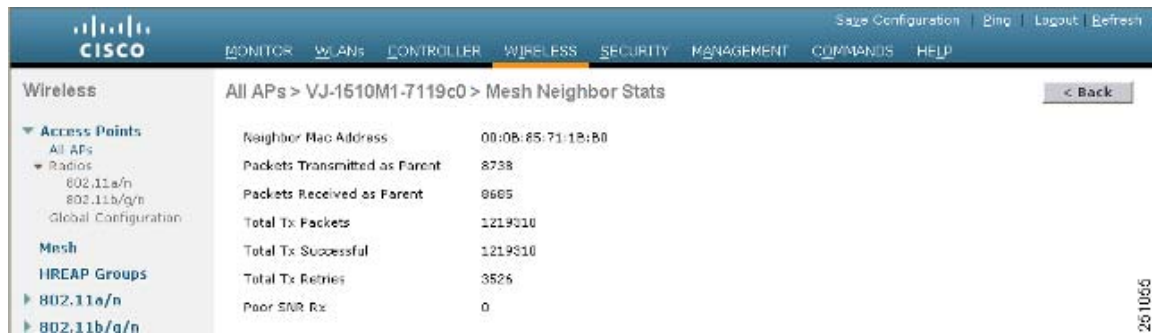 Save Configuration | Ping | Logout | Refresh
CISCO
MONITOR WLANs CONTROLLER WIRELESS SECURITY MANAGEMENT COMMANDS HELP
Wireless
All APs > VJ-1510M1-7119c0 > Mesh Neighbor Stats
< Back
Access Points
All APs
Radios
802.11a/n
802.11b/g/n
Global Configuration
Mesh
HREAP Groups
802.11a/n
802.11b/g/n
Neighbor Mac Address 00:0B:85:71:1B:B0
Packets Transmitted as Parent 8738
Packets Received as Parent 8685
Total Tx Packets 1219310
Total Tx Successful 1219310
Total Tx Retries 3526
Poor SNR Rx 0
251055